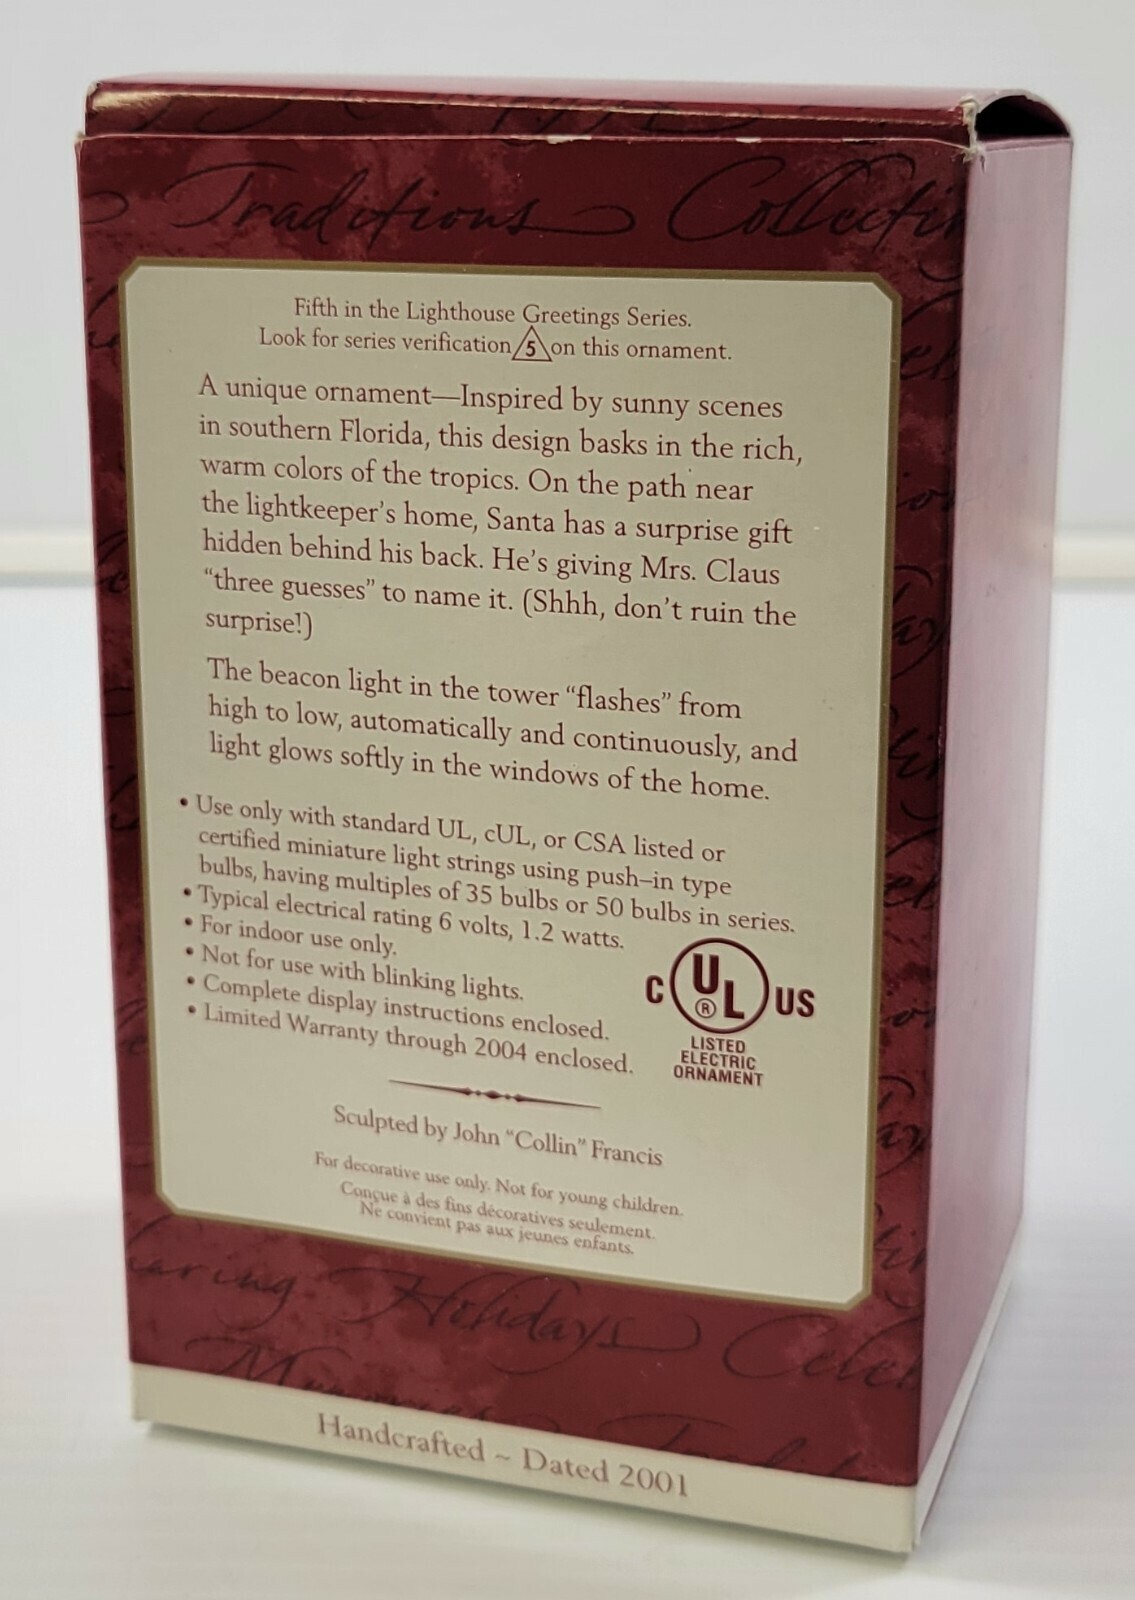 Traditions Collectin
Fifth in the Lighthouse Greetings Series.
Look for series verification 5 on this ornament.
A unique ornament—Inspired by sunny scenes
in southern Florida, this design basks in the rich,
warm colors of the tropics. On the path near
the lightkeeper's home, Santa has a surprise gift
hidden behind his back. He's giving Mrs. Claus
“three guesses” to name it. (Shhh, don't ruin the
surprise!)
The beacon light in the tower “flashes” from
high to low, automatically and continuously, and
light glows softly in the windows of the home.
• Use only with standard UL, cUL, or CSA listed or
certified miniature light strings using push–in type
bulbs, having multiples of 35 bulbs or 50 bulbs in series.
• Typical electrical rating 6 volts, 1.2 watts.
• For indoor use only.
• Not for use with blinking lights.
• Complete display instructions enclosed.
• Limited Warranty through 2004 enclosed.
C UL ® US
LISTED
ELECTRIC
ORNAMENT
Sculpted by John “Collin” Francis
For decorative use only. Not for young children.
Conçue à des fins décoratives seulement.
Ne convient pas aux jeunes enfants.
aring Holidays Celeb
Handcrafted ~ Dated 2001